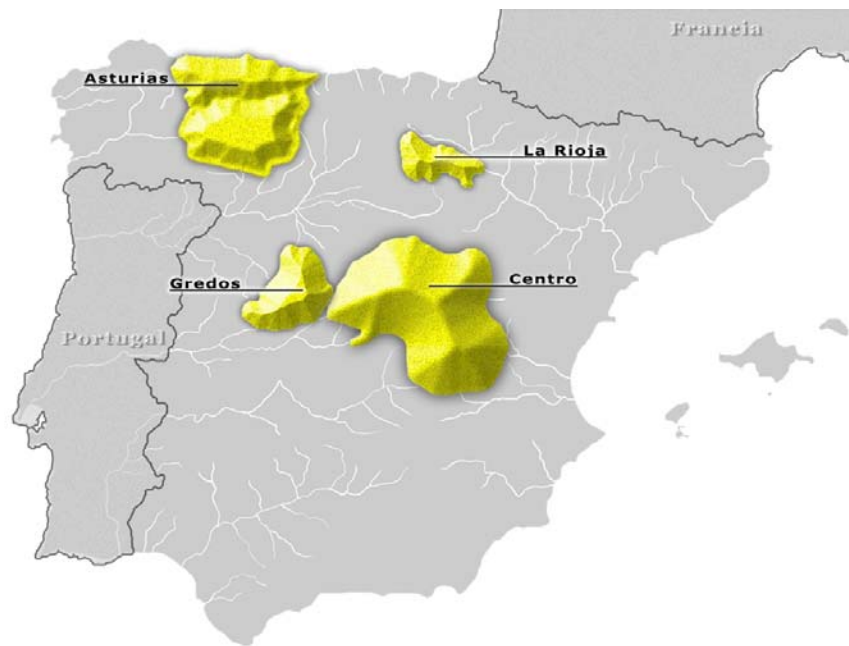 Francia
Asturias
La Rioja
Gredos
Centro
Portugal